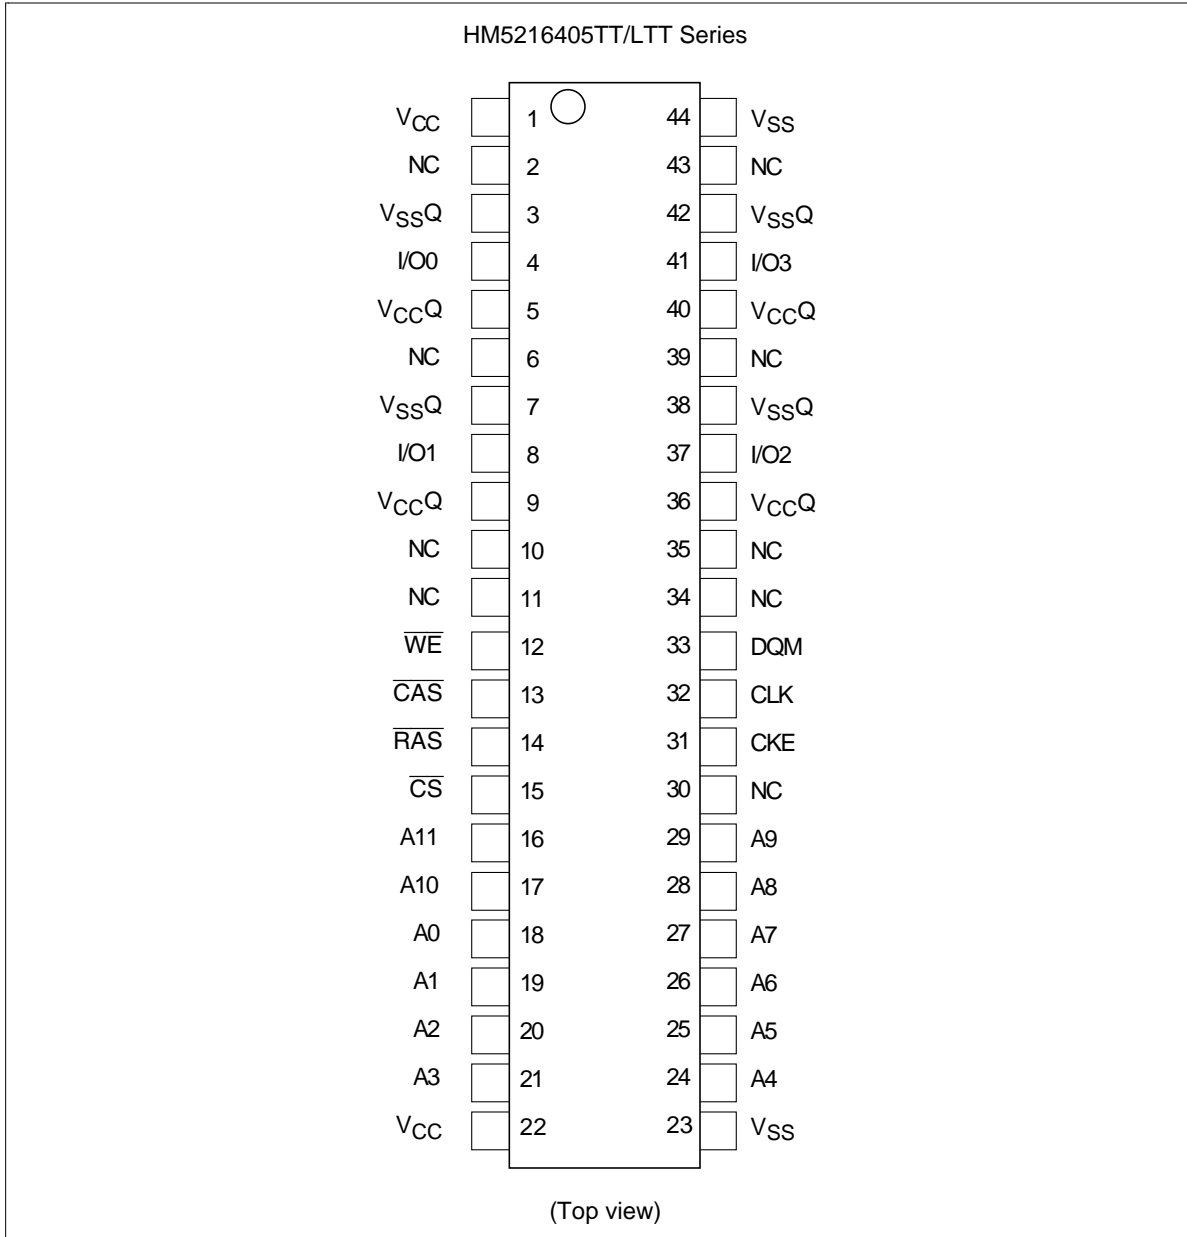 HM5216405TT/LTT Series
VCC 1 44 VSS
NC 2 43 NC
VSSQ 3 42 VSSQ
I/O0 4 41 I/O3
VCCQ 5 40 VCCQ
NC 6 39 NC
VSSQ 7 38 VSSQ
I/O1 8 37 I/O2
VCCQ 9 36 VCCQ
NC 10 35 NC
NC 11 34 NC
W̅E̅ 12 33 DQM
C̅A̅S̅ 13 32 CLK
R̅A̅S̅ 14 31 CKE
C̅S̅ 15 30 NC
A11 16 29 A9
A10 17 28 A8
A0 18 27 A7
A1 19 26 A6
A2 20 25 A5
A3 21 24 A4
VCC 22 23 VSS
(Top view)